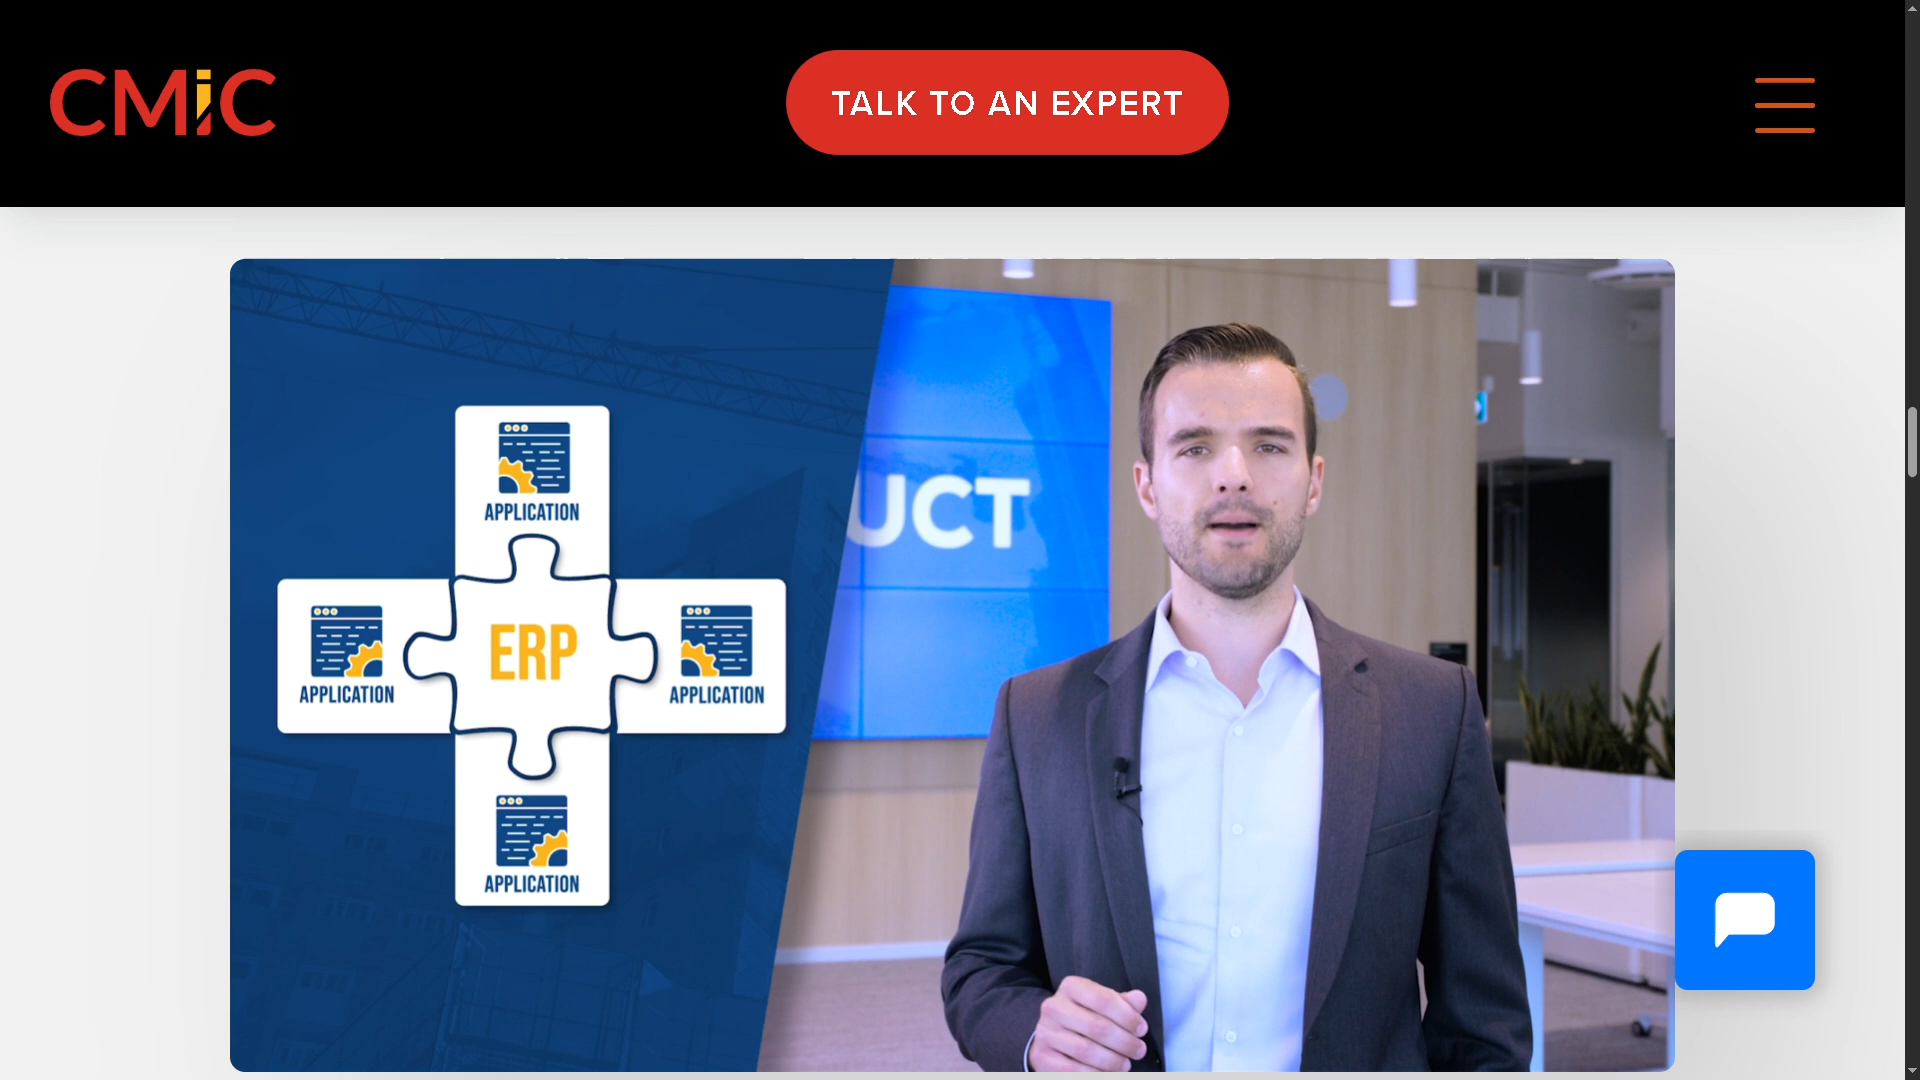 CMiC
TALK TO AN EXPERT
UCT
APPLICATION
APPLICATION
ERP
APPLICATION
APPLICATION